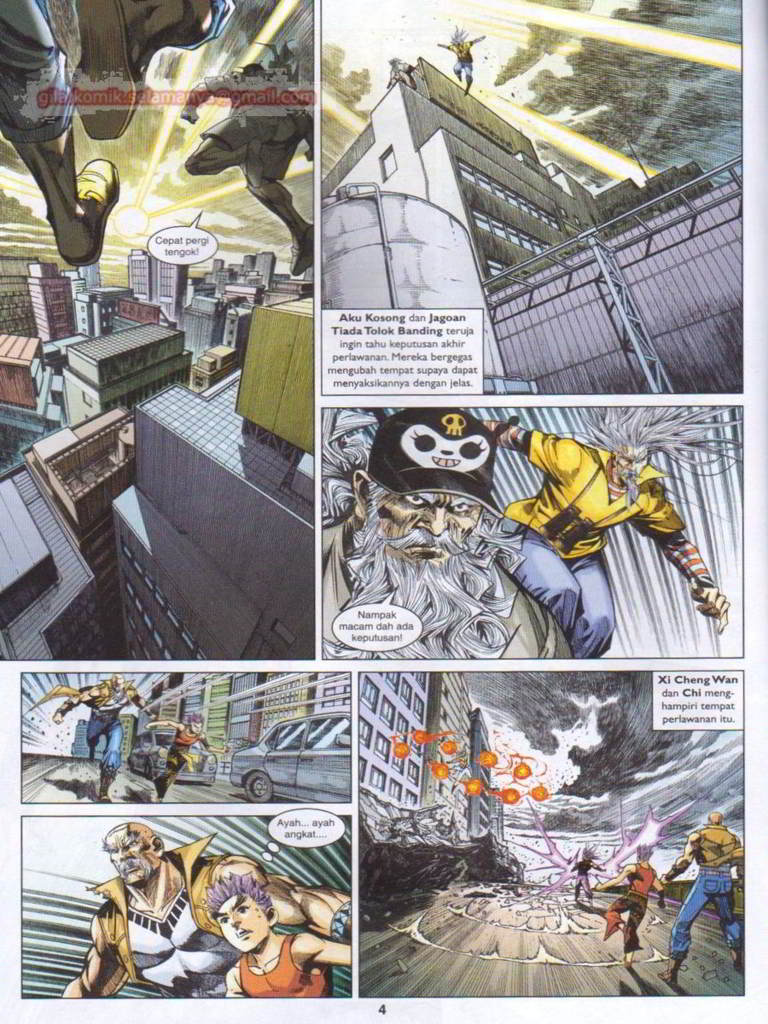 gila_komik_selamanya@gmail.com
Cepat pergi
tengok!
Aku Kosong dan Jagoan
Tiada Tolok Banding teruja
ingin tahu keputusan akhir
perlawanan. Mereka bergegas
mengubah tempat supaya dapat
menyaksikannya dengan jelas.
Nampak
macam dah ada
keputusan!
Xi Cheng Wan
dan Chi meng-
hampiri tempat
perlawanan itu.
Ayah... ayah
angkat....
4